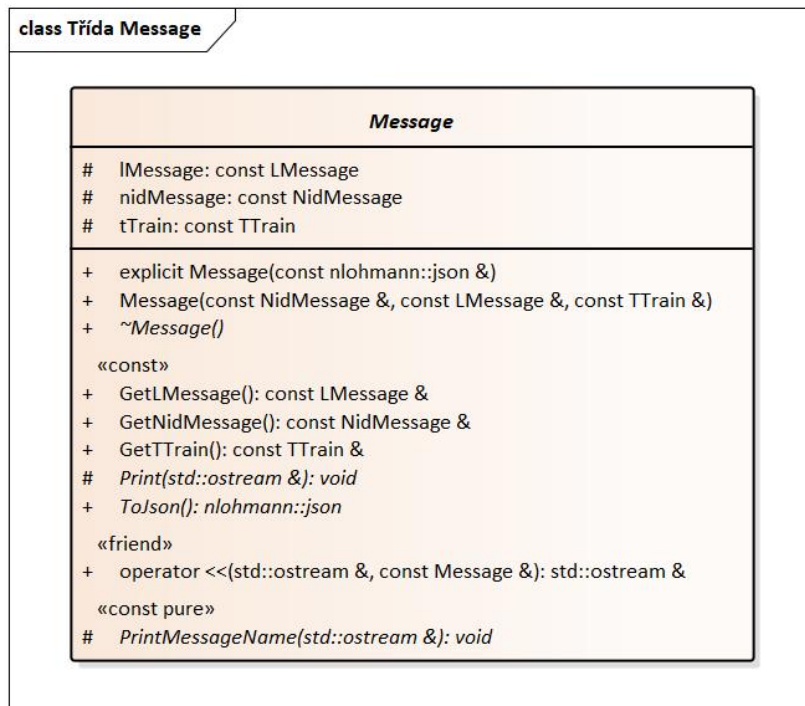 class Třída Message
Message
# lMessage: const LMessage
# nidMessage: const NidMessage
# tTrain: const TTrain
+ explicit Message(const nlohmann::json &)
+ Message(const NidMessage &, const LMessage &, const TTrain &)
+ ~Message()
«const»
+ GetLMessage(): const LMessage &
+ GetNidMessage(): const NidMessage &
+ GetTTrain(): const TTrain &
# Print(std::ostream &): void
+ ToJson(): nlohmann::json
«friend»
+ operator <<(std::ostream &, const Message &): std::ostream &
«const pure»
# PrintMessageName(std::ostream &): void